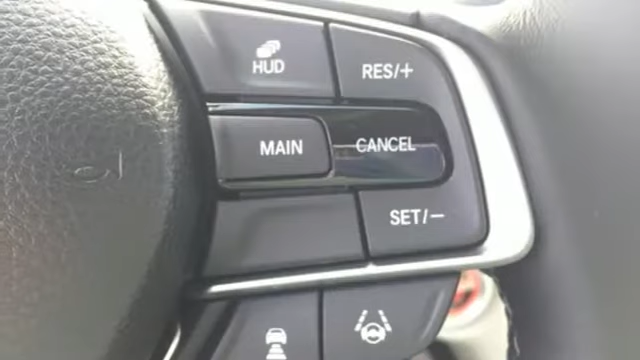 HUD
RES/+
MAIN
CANCEL
SET/−